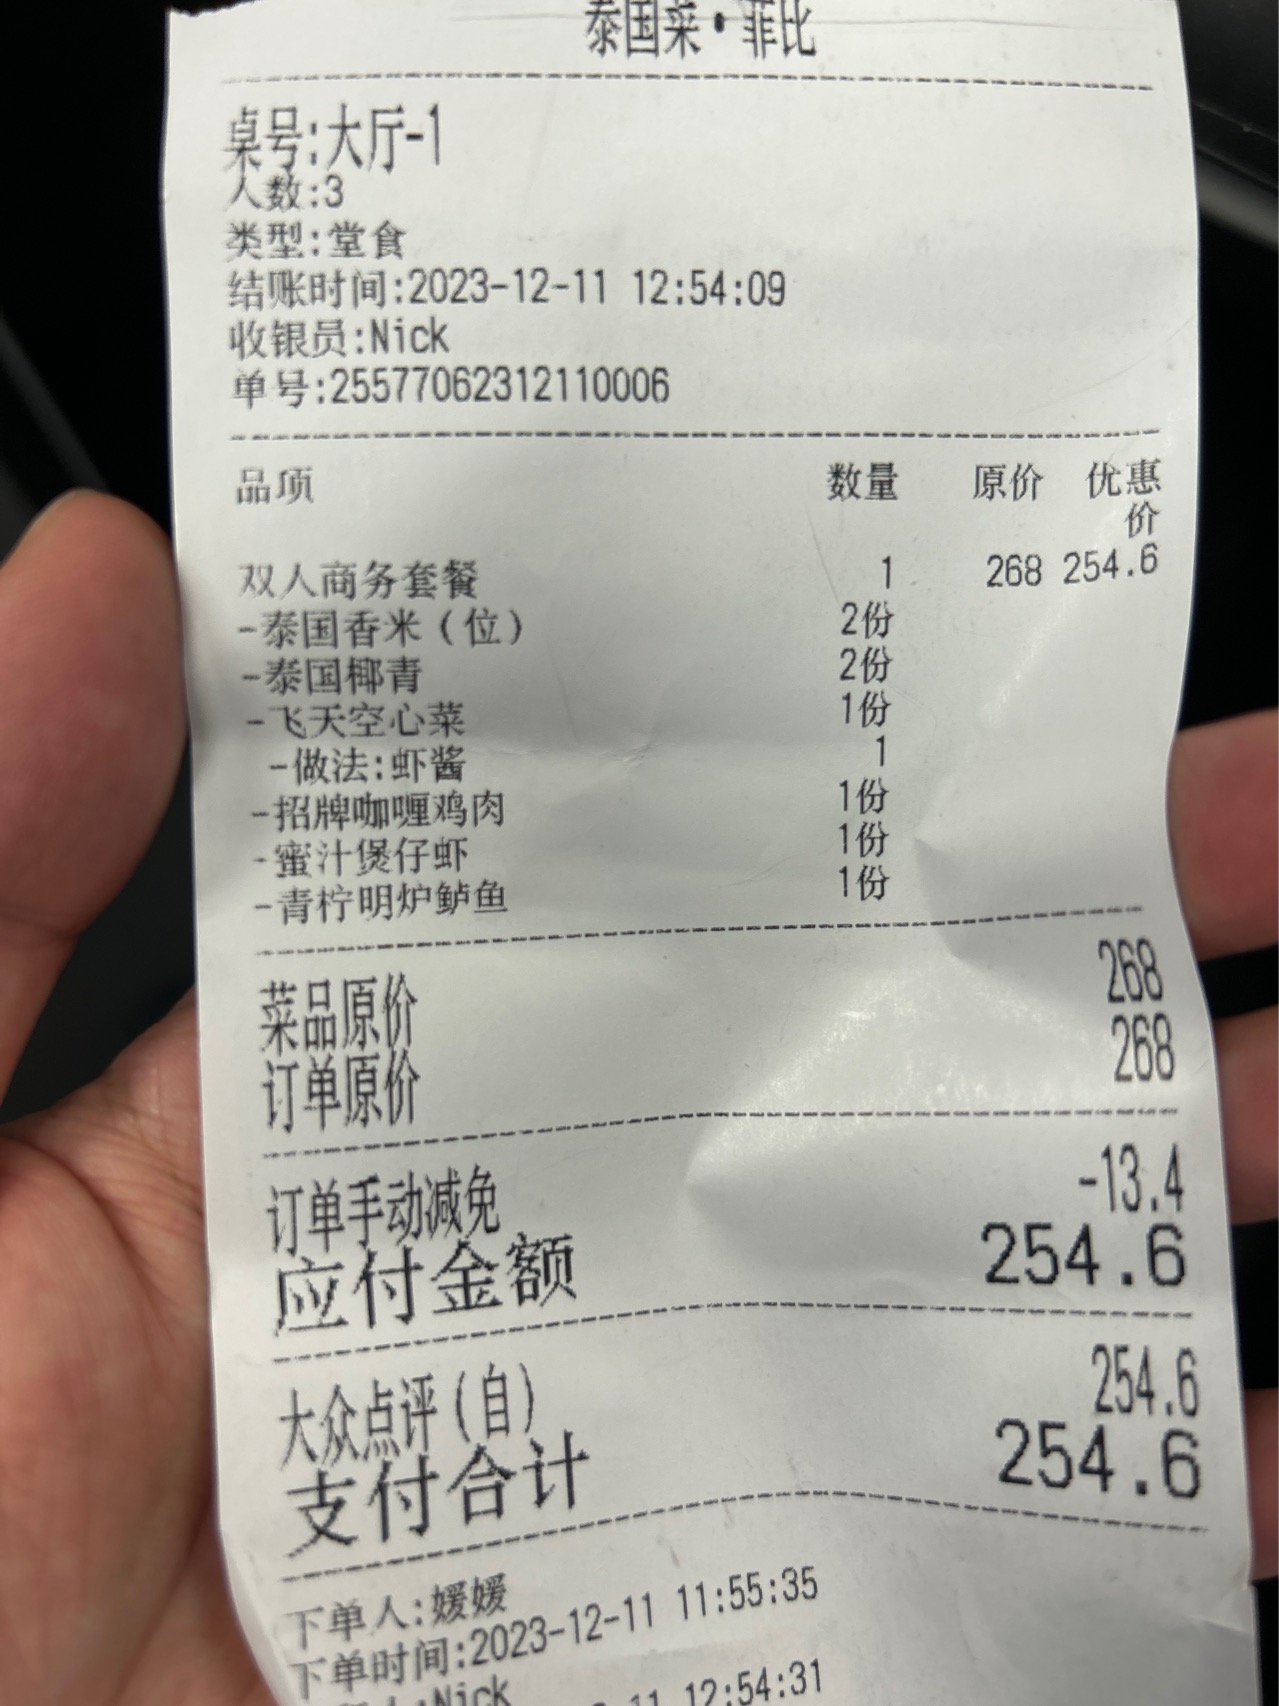 泰国菜·菲比
桌号:大厅-1
人数:3
类型:堂食
结账时间:2023-12-11 12:54:09
收银员:Nick
单号:25577062312110006
品项 数量 原价 优惠价
双人商务套餐 1 268 254.6
-泰国香米(位) 2份
-泰国椰青 2份
-飞天空心菜 1份
-做法:虾酱 1
-招牌咖喱鸡肉 1份
-蜜汁煲仔虾 1份
-青柠明炉鲈鱼 1份
菜品原价 268
订单原价 268
订单手动减免 -13.4
应付金额 254.6
大众点评(自) 254.6
支付合计 254.6
下单人:媛媛
下单时间:2023-12-11 11:55:35
:Nick
11 12:54:31